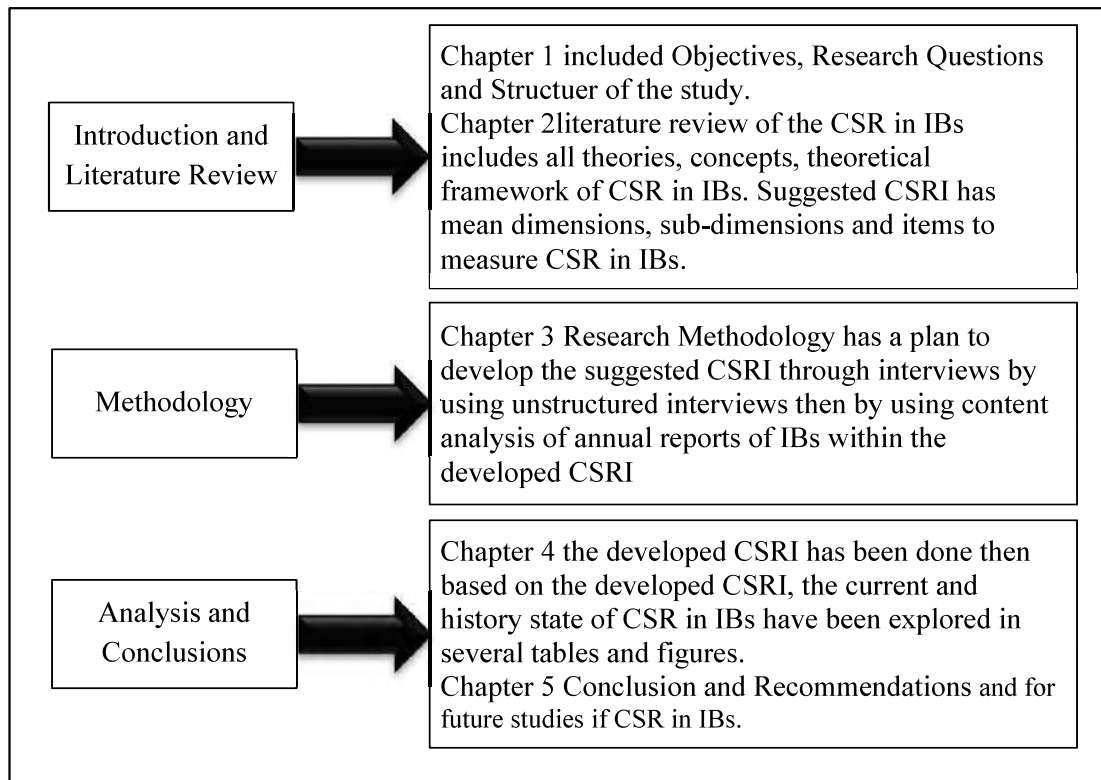 Introduction and
Literature Review
Chapter 1 included Objectives, Research Questions
and Structuer of the study.
Chapter 2literature review of the CSR in IBs
includes all theories, concepts, theoretical
framework of CSR in IBs. Suggested CSRI has
mean dimensions, sub-dimensions and items to
measure CSR in IBs.
Methodology
Chapter 3 Research Methodology has a plan to
develop the suggested CSRI through interviews by
using unstructured interviews then by using content
analysis of annual reports of IBs within the
developed CSRI
Analysis and
Conclusions
Chapter 4 the developed CSRI has been done then
based on the developed CSRI, the current and
history state of CSR in IBs have been explored in
several tables and figures.
Chapter 5 Conclusion and Recommendations and for
future studies if CSR in IBs.